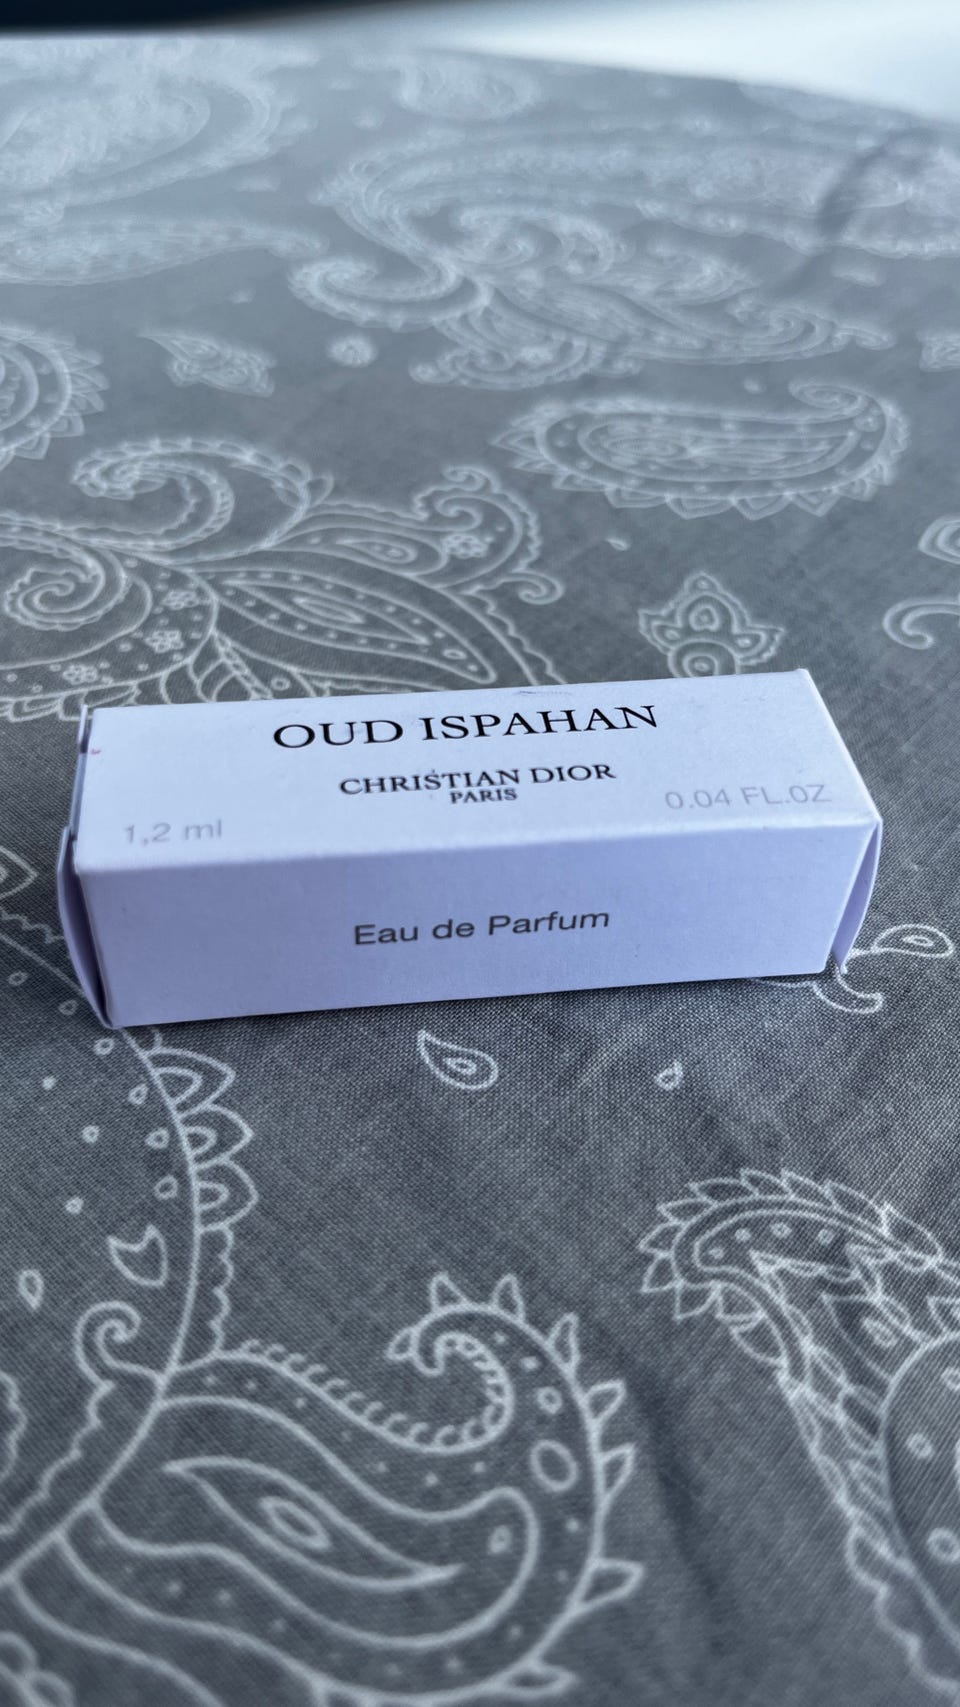 OUD ISPAHAN
CHRISTIAN DIOR
PARIS
1,2 ml
0.04 FL.OZ
Eau de Parfum